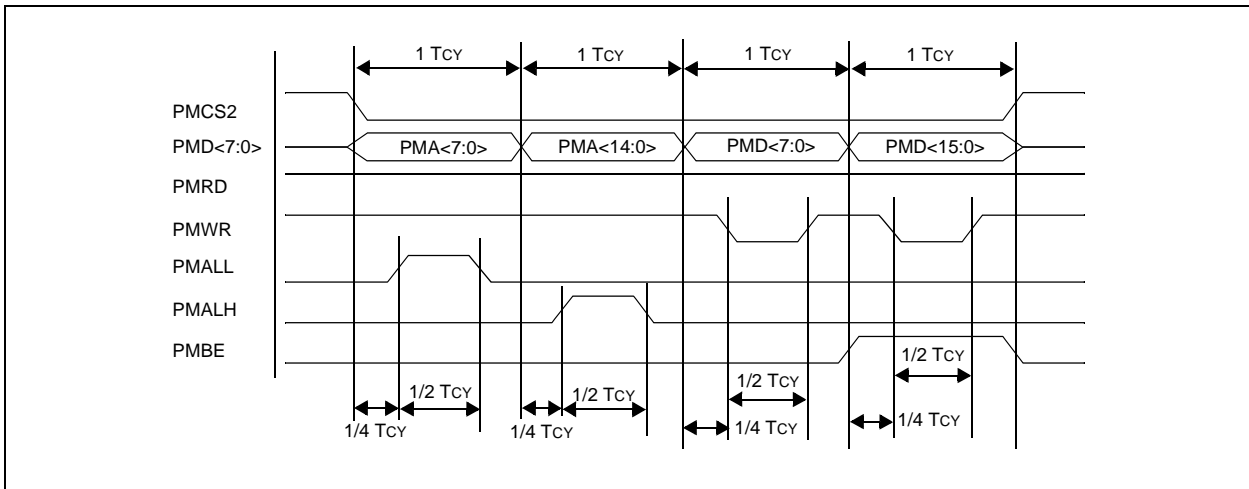 1 TCY 1 TCY 1 TCY 1 TCY
PMCS2
PMD<7:0> PMA<7:0> PMA<14:0> PMD<7:0> PMD<15:0>
PMRD
PMWR
PMALL
PMALH
PMBE
1/2 TCY
1/2 TCY
1/2 TCY 1/2 TCY
1/4 TCY 1/4 TCY 1/4 TCY 1/4 TCY